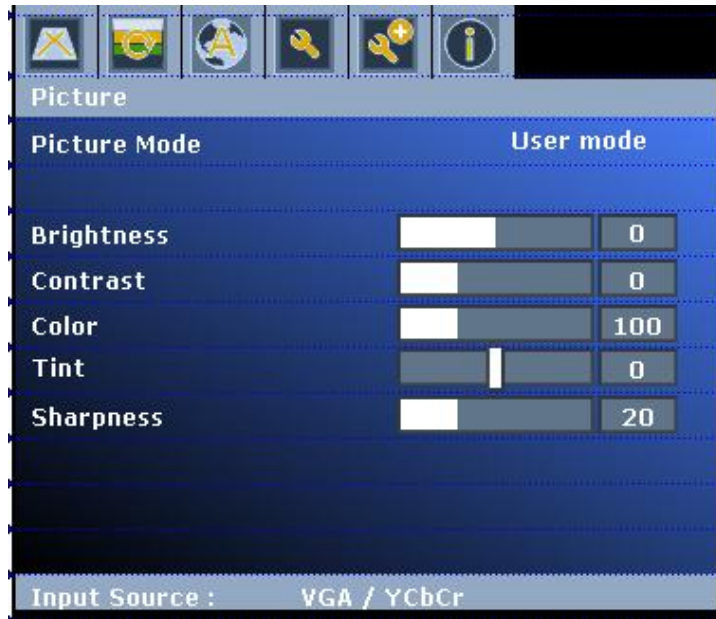 Picture
Picture Mode User mode
Brightness 0
Contrast 0
Color 100
Tint 0
Sharpness 20
Input Source : VGA / YCbCr